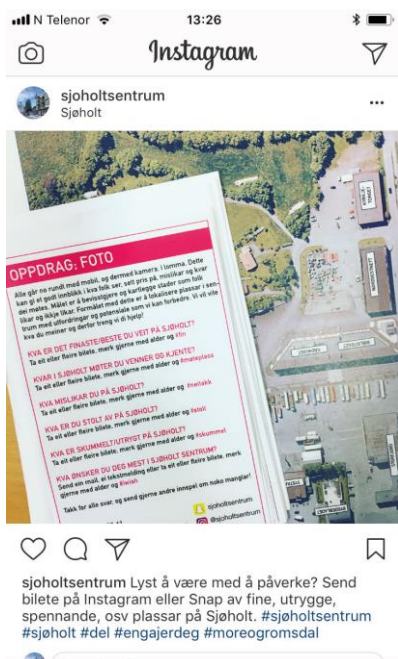 N Telenor
13:26
Instagram
sjoholtsentrum
Sjøholt
OPPDRAG: FOTO
Alle går no rundt med mobil, og dermed kamera, i lomma. Dette
kan gi et godt innblikk i kva folk ser, sett pris på, mislikar og kvar
dei møtes. Målet er å bevisstgjere og kartlegge stader som folk
likar og ikkje likar. Formålet med dette er å lokalisere plassar i sen-
trum med utfordringar og potensiale som vi kan forbedre. Vi vil vite
kva du meiner og derfor treng vi di hjelp!
KVA ER DET FINASTE/BESTE DU VEIT PÅ SJØHOLT?
Ta eit eller fleire bilete, merk gjerne med alder og #fin
KVAR I SJØHOLT MØTER DU VENNER OG KJENTE?
Ta eit eller fleire bilete, merk gjerne med alder og #møteplass
KVA MISLIKAR DU PÅ SJØHOLT?
Ta eit eller fleire bilete, merk gjerne med alder og #neitakk
KVA ER DU STOLT AV PÅ SJØHOLT?
Ta eit eller fleire bilete, merk gjerne med alder og #stolt
KVA ER SKUMMELT/UTRYGT PÅ SJØHOLT?
Ta eit eller fleire bilete, merk gjerne med alder og #skummel
KVA ØNSKER DU DEG MEST I SJØHOLT SENTRUM?
Send ein mail, ei tekstmelding eller ta eit eller fleire bilete, merk
gjerne med alder og #iwish
Takk for alle svar, og send gjerne andre innspel om noko manglar!
sjoholtsentrum
@sjoholtsentrum
sjoholtsentrum Lyst å være med å påverke? Send
bilete på Instagram eller Snap av fine, utrygge,
spennande, osv plassar på Sjøholt. #sjøholtsentrum
#sjøholt #del #engajerdeg #moreogromsdal